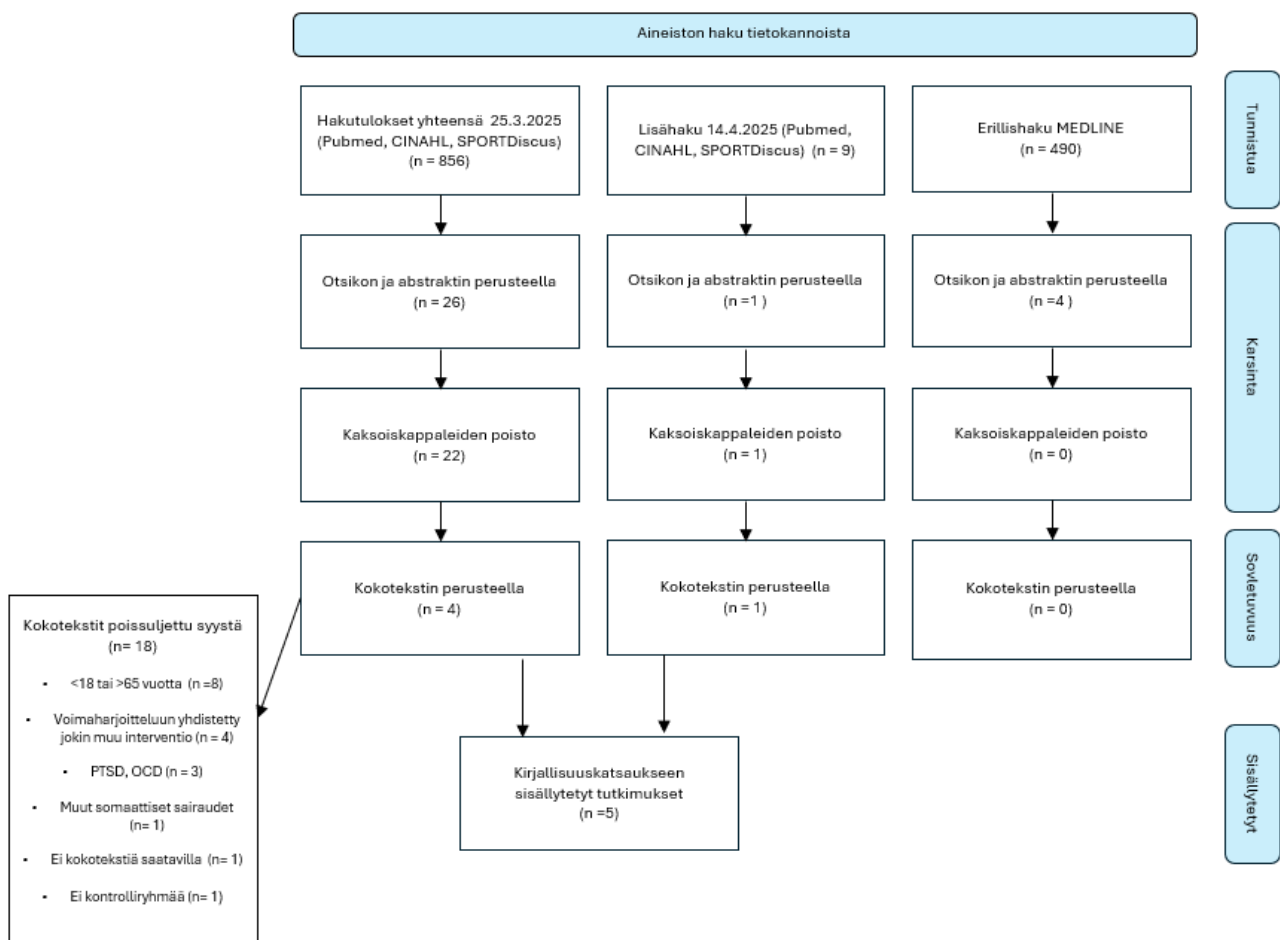 Aineiston haku tietokannoista
Hakutulokset yhteensä 25.3.2025
(Pubmed, CINAHL, SPORTDiscus)
(n = 856)
Lisähaku 14.4.2025 (Pubmed,
CINAHL, SPORTDiscus) (n = 9)
Erillishaku MEDLINE
(n = 490)
Tunnistua
Otsikon ja abstraktin perusteella
(n = 26)
Otsikon ja abstraktin perusteella
(n =1 )
Otsikon ja abstraktin perusteella
(n =4 )
Karsinta
Kaksoiskappaleiden poisto
(n = 22)
Kaksoiskappaleiden poisto
(n = 1)
Kaksoiskappaleiden poisto
(n = 0)
Kokotekstin perusteella
(n = 4)
Kokotekstin perusteella
(n = 1)
Kokotekstin perusteella
(n = 0)
Sovletuvuus
Kokotekstit poissuljettu syystä
(n= 18)
▪ <18 tai >65 vuotta (n =8)
▪ Voimaharjoitteluun yhdistetty
jokin muu interventio (n = 4)
▪ PTSD, OCD (n = 3)
▪ Muut somaattiset sairaudet
(n= 1)
▪ Ei kokotekstiä saatavilla (n= 1)
▪ Ei kontrolliryhmää (n= 1)
Kirjallisuuskatsaukseen
sisällytetyt tutkimukset
(n =5)
Sisällytetyt